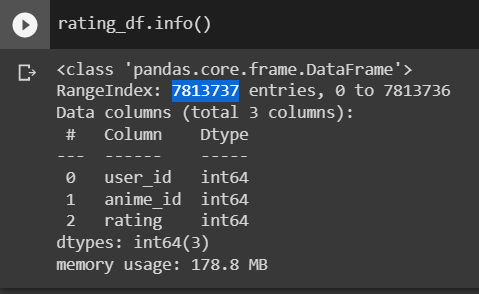 rating_df.info()
<class 'pandas.core.frame.DataFrame'>
RangeIndex: 7813737 entries, 0 to 7813736
Data columns (total 3 columns):
 #   Column    Dtype
---  ------    -----
 0   user_id   int64
 1   anime_id  int64
 2   rating    int64
dtypes: int64(3)
memory usage: 178.8 MB